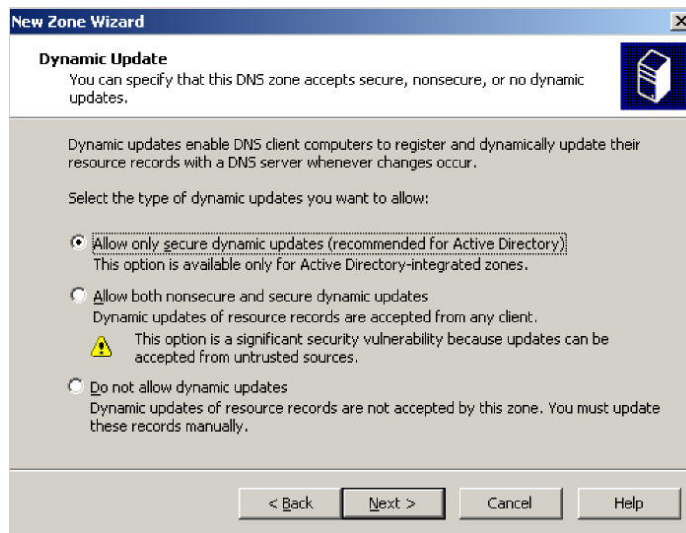 New Zone Wizard
Dynamic Update
You can specify that this DNS zone accepts secure, nonsecure, or no dynamic
updates.
Dynamic updates enable DNS client computers to register and dynamically update their
resource records with a DNS server whenever changes occur.
Select the type of dynamic updates you want to allow:
Allow only secure dynamic updates (recommended for Active Directory)
This option is available only for Active Directory-integrated zones.
Allow both nonsecure and secure dynamic updates
Dynamic updates of resource records are accepted from any client.
This option is a significant security vulnerability because updates can be
accepted from untrusted sources.
Do not allow dynamic updates
Dynamic updates of resource records are not accepted by this zone. You must update
these records manually.
< Back Next > Cancel Help